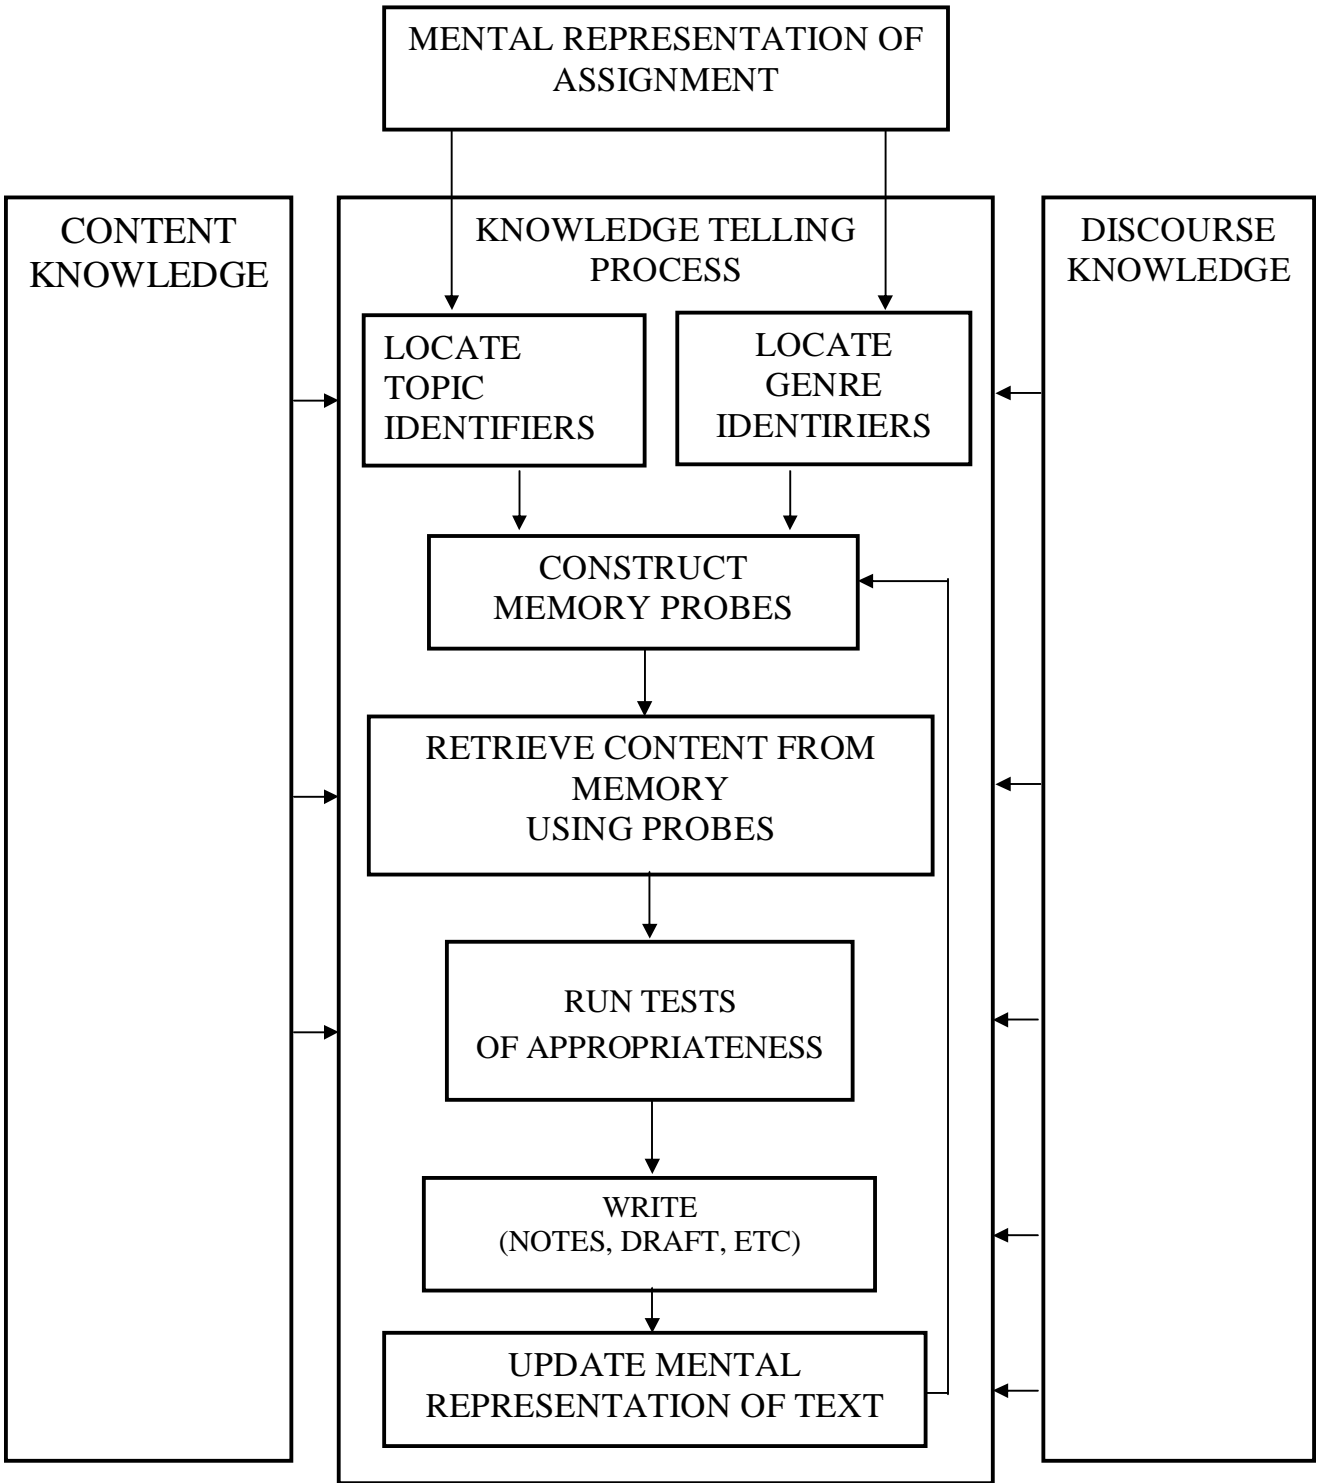 MENTAL REPRESENTATION OF
ASSIGNMENT
CONTENT
KNOWLEDGE
KNOWLEDGE TELLING
PROCESS
DISCOURSE
KNOWLEDGE
LOCATE
TOPIC
IDENTIFIERS
LOCATE
GENRE
IDENTIRIERS
CONSTRUCT
MEMORY PROBES
RETRIEVE CONTENT FROM
MEMORY
USING PROBES
RUN TESTS
OF APPROPRIATENESS
WRITE
(NOTES, DRAFT, ETC)
UPDATE MENTAL
REPRESENTATION OF TEXT